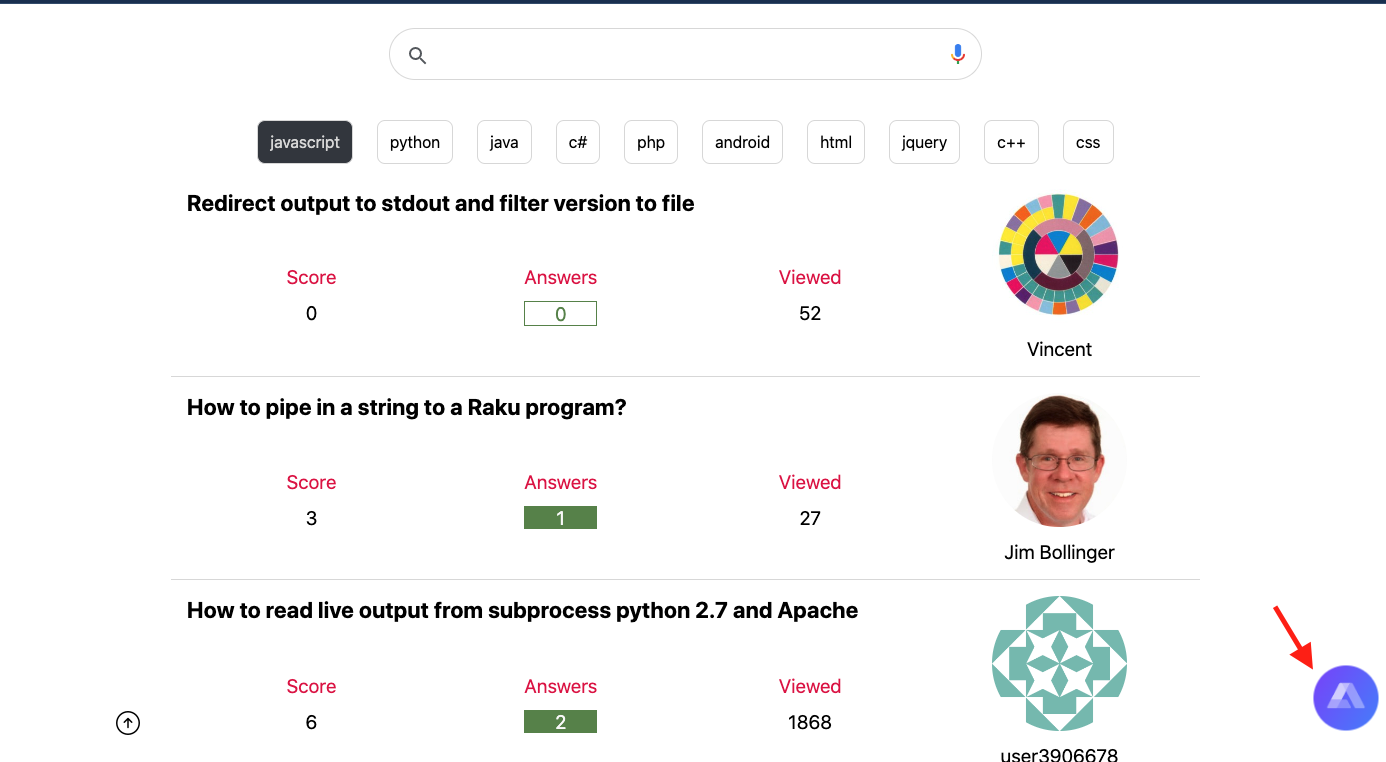 javascript python java c# php android html jquery c++ css
Redirect output to stdout and filter version to file
Score Answers Viewed
0 0 52
Vincent
How to pipe in a string to a Raku program?
Score Answers Viewed
3 1 27
Jim Bollinger
How to read live output from subprocess python 2.7 and Apache
Score Answers Viewed
6 2 1868
user3906678